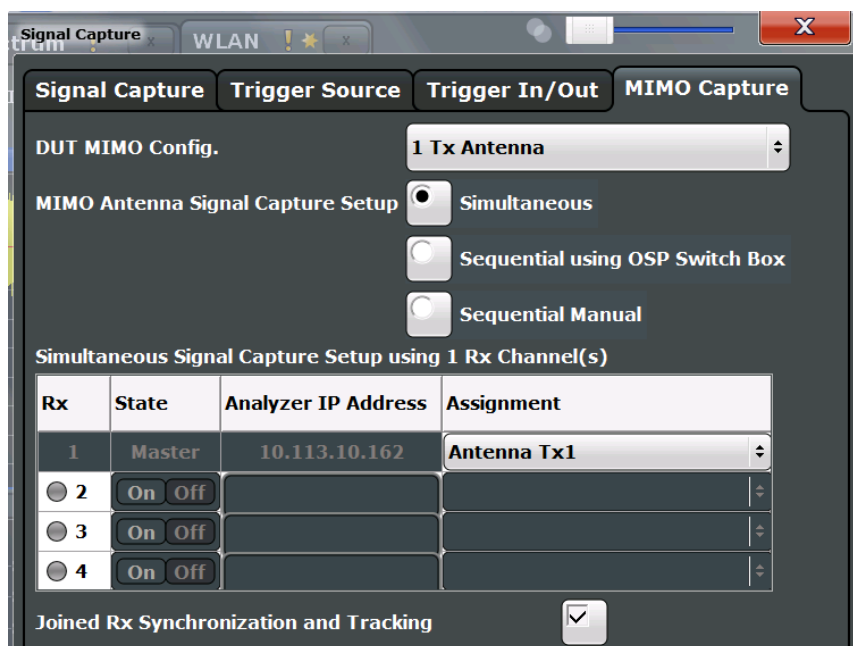 Signal Capture
ctrum ! x WLAN ! x
X
Signal Capture Trigger Source Trigger In/Out MIMO Capture
DUT MIMO Config. 1 Tx Antenna
MIMO Antenna Signal Capture Setup Simultaneous
Sequential using OSP Switch Box
Sequential Manual
Simultaneous Signal Capture Setup using 1 Rx Channel(s)
Rx State Analyzer IP Address Assignment
1 Master 10.113.10.162 Antenna Tx1
2 On Off
3 On Off
4 On Off
Joined Rx Synchronization and Tracking